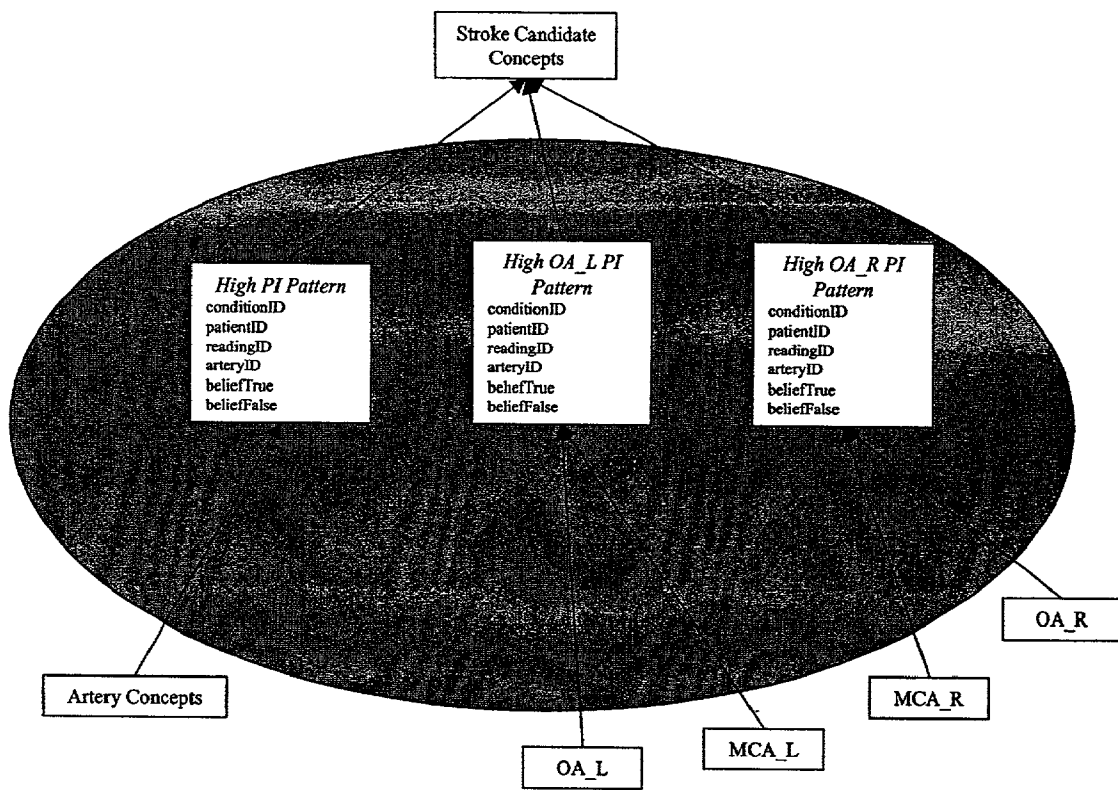 Stroke Candidate
Concepts
High PI Pattern
conditionID
patientID
readingID
arteryID
beliefTrue
beliefFalse
High OA_L PI
Pattern
conditionID
patientID
readingID
arteryID
beliefTrue
beliefFalse
High OA_R PI
Pattern
conditionID
patientID
readingID
arteryID
beliefTrue
beliefFalse
OA_R
Artery Concepts
MCA_R
MCA_L
OA_L